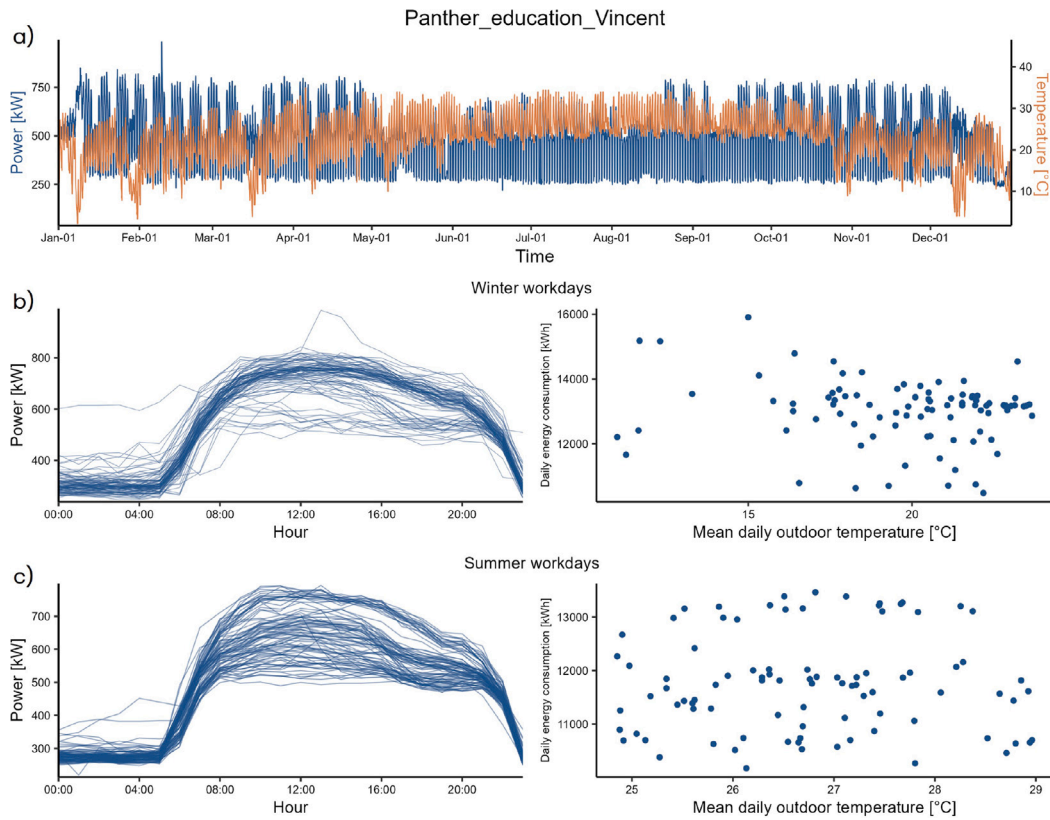 Panther_education_Vincent
a)
Power [kW]
750
500
250
40
30
20
10
Temperature [°C]
Jan-01 Feb-01 Mar-01 Apr-01 May-01 Jun-01 Jul-01 Aug-01 Sep-01 Oct-01 Nov-01 Dec-01
Time
b)
Winter workdays
Power [kW]
800
600
400
00:00 04:00 08:00 12:00 16:00 20:00
Hour
Daily energy consumption [kWh]
16000
14000
12000
15 20
Mean daily outdoor temperature [°C]
c)
Summer workdays
Power [kW]
700
600
500
400
300
00:00 04:00 08:00 12:00 16:00 20:00
Hour
Daily energy consumption [kWh]
13000
12000
11000
25 26 27 28 29
Mean daily outdoor temperature [°C]